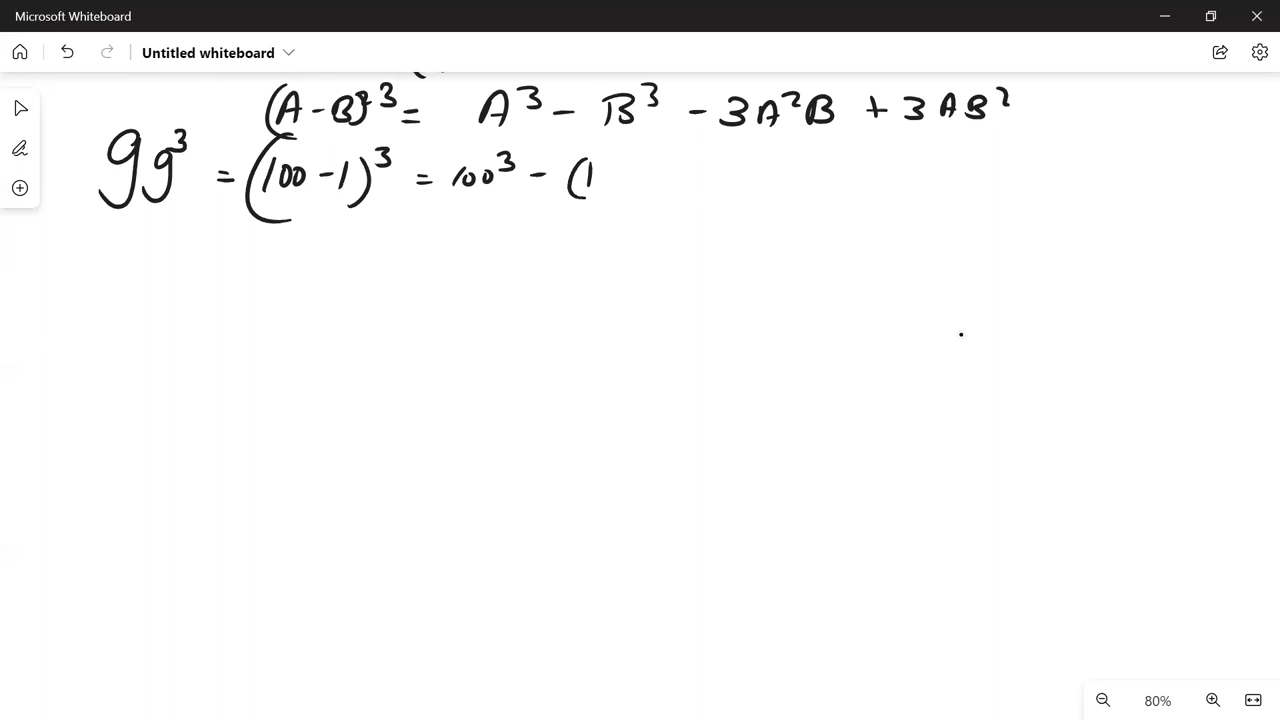 Microsoft Whiteboard
Untitled whiteboard
(A - B)³ = A³ - B³ - 3A²B + 3AB²
99³ = (100 - 1)³ = 100³ - (1
80%